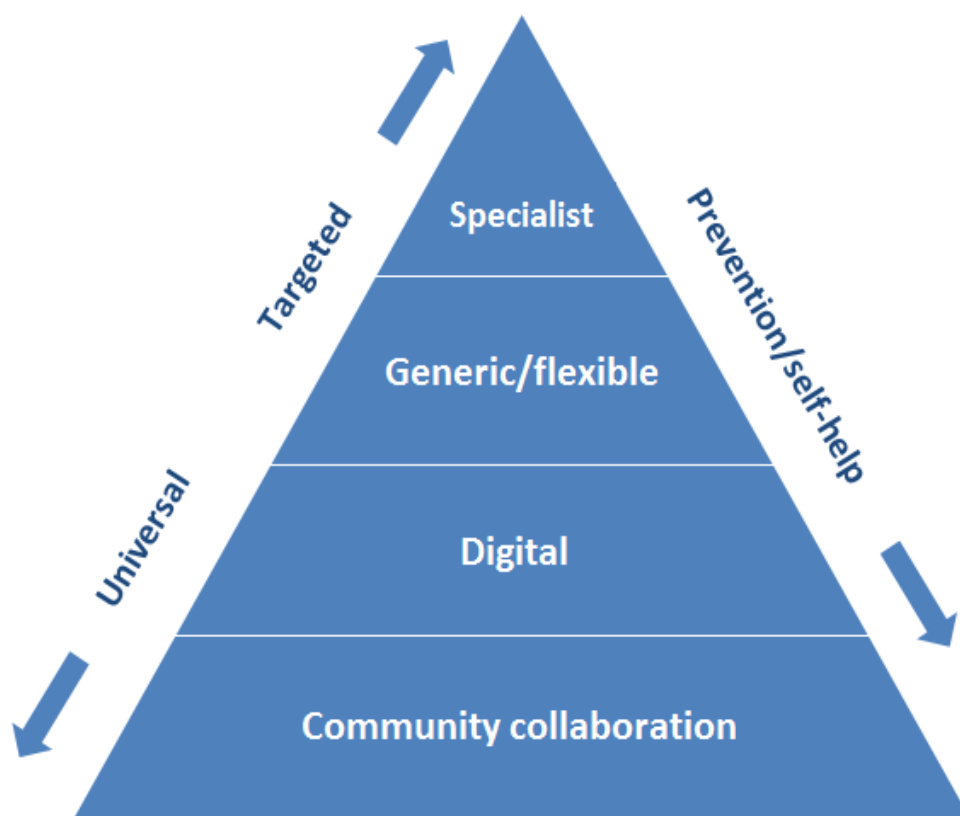 Targeted
Specialist
Prevention/self-help
Generic/flexible
Universal
Digital
Community collaboration